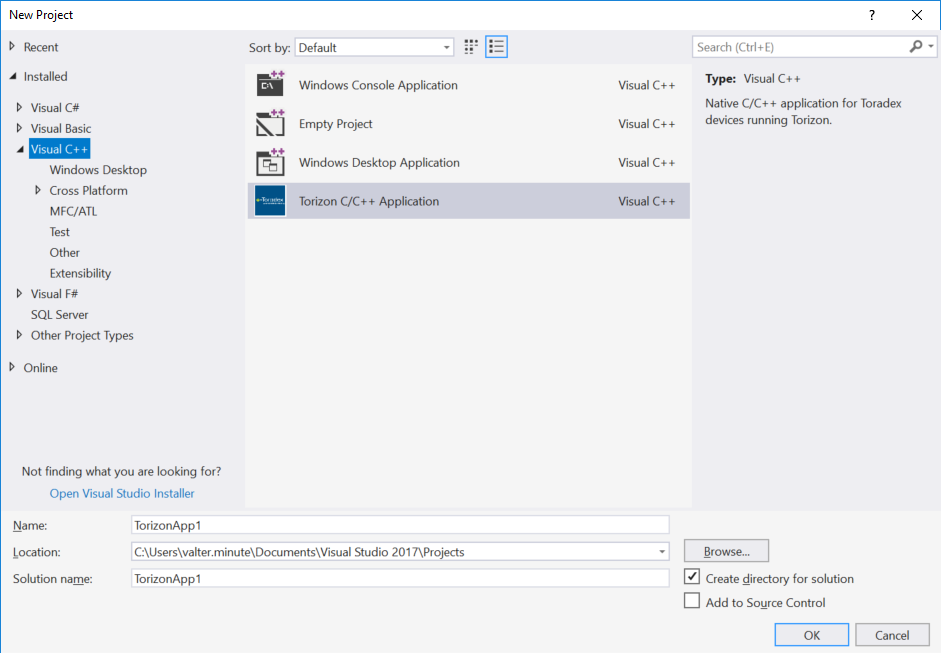 New Project
?
Recent
Installed
Visual C#
Visual Basic
Visual C++
Windows Desktop
Cross Platform
MFC/ATL
Test
Other
Extensibility
Visual F#
SQL Server
Other Project Types
Online
Not finding what you are looking for?
Open Visual Studio Installer
Sort by: Default
Windows Console Application Visual C++
Empty Project Visual C++
Windows Desktop Application Visual C++
Toradex
Torizon C/C++ Application Visual C++
Search (Ctrl+E)
Type: Visual C++
Native C/C++ application for Toradex
devices running Torizon.
Name: TorizonApp1
Location: C:\Users\valter.minute\Documents\Visual Studio 2017\Projects
Browse...
Solution name: TorizonApp1
Create directory for solution
Add to Source Control
OK Cancel